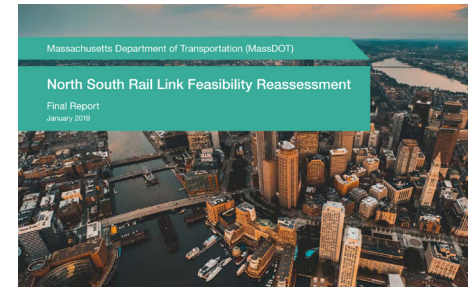 Massachusetts Department of Transportation (MassDOT)
North South Rail Link Feasibility Reassessment
Final Report
January 2019